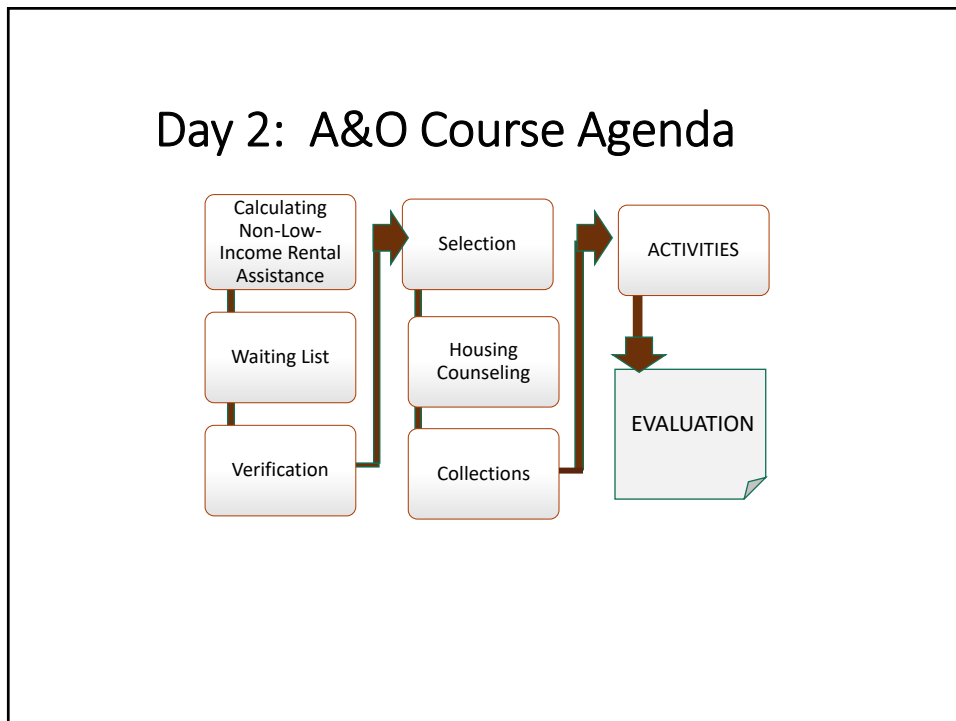 Day 2:  A&O Course Agenda
Calculating
Non-Low-
Income Rental
Assistance
Waiting List
Verification
Selection
Housing
Counseling
Collections
ACTIVITIES
EVALUATION